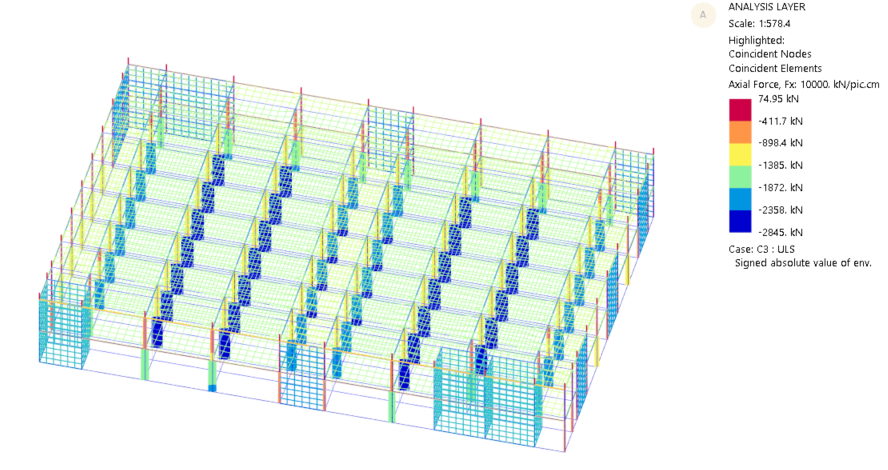 A
ANALYSIS LAYER
Scale: 1:578.4
Highlighted:
Coincident Nodes
Coincident Elements
Axial Force, Fx: 10000. kN/pic.cm
74.95 kN
-411.7 kN
-898.4 kN
-1385. kN
-1872. kN
-2358. kN
-2845. kN
Case: C3 : ULS
Signed absolute value of env.